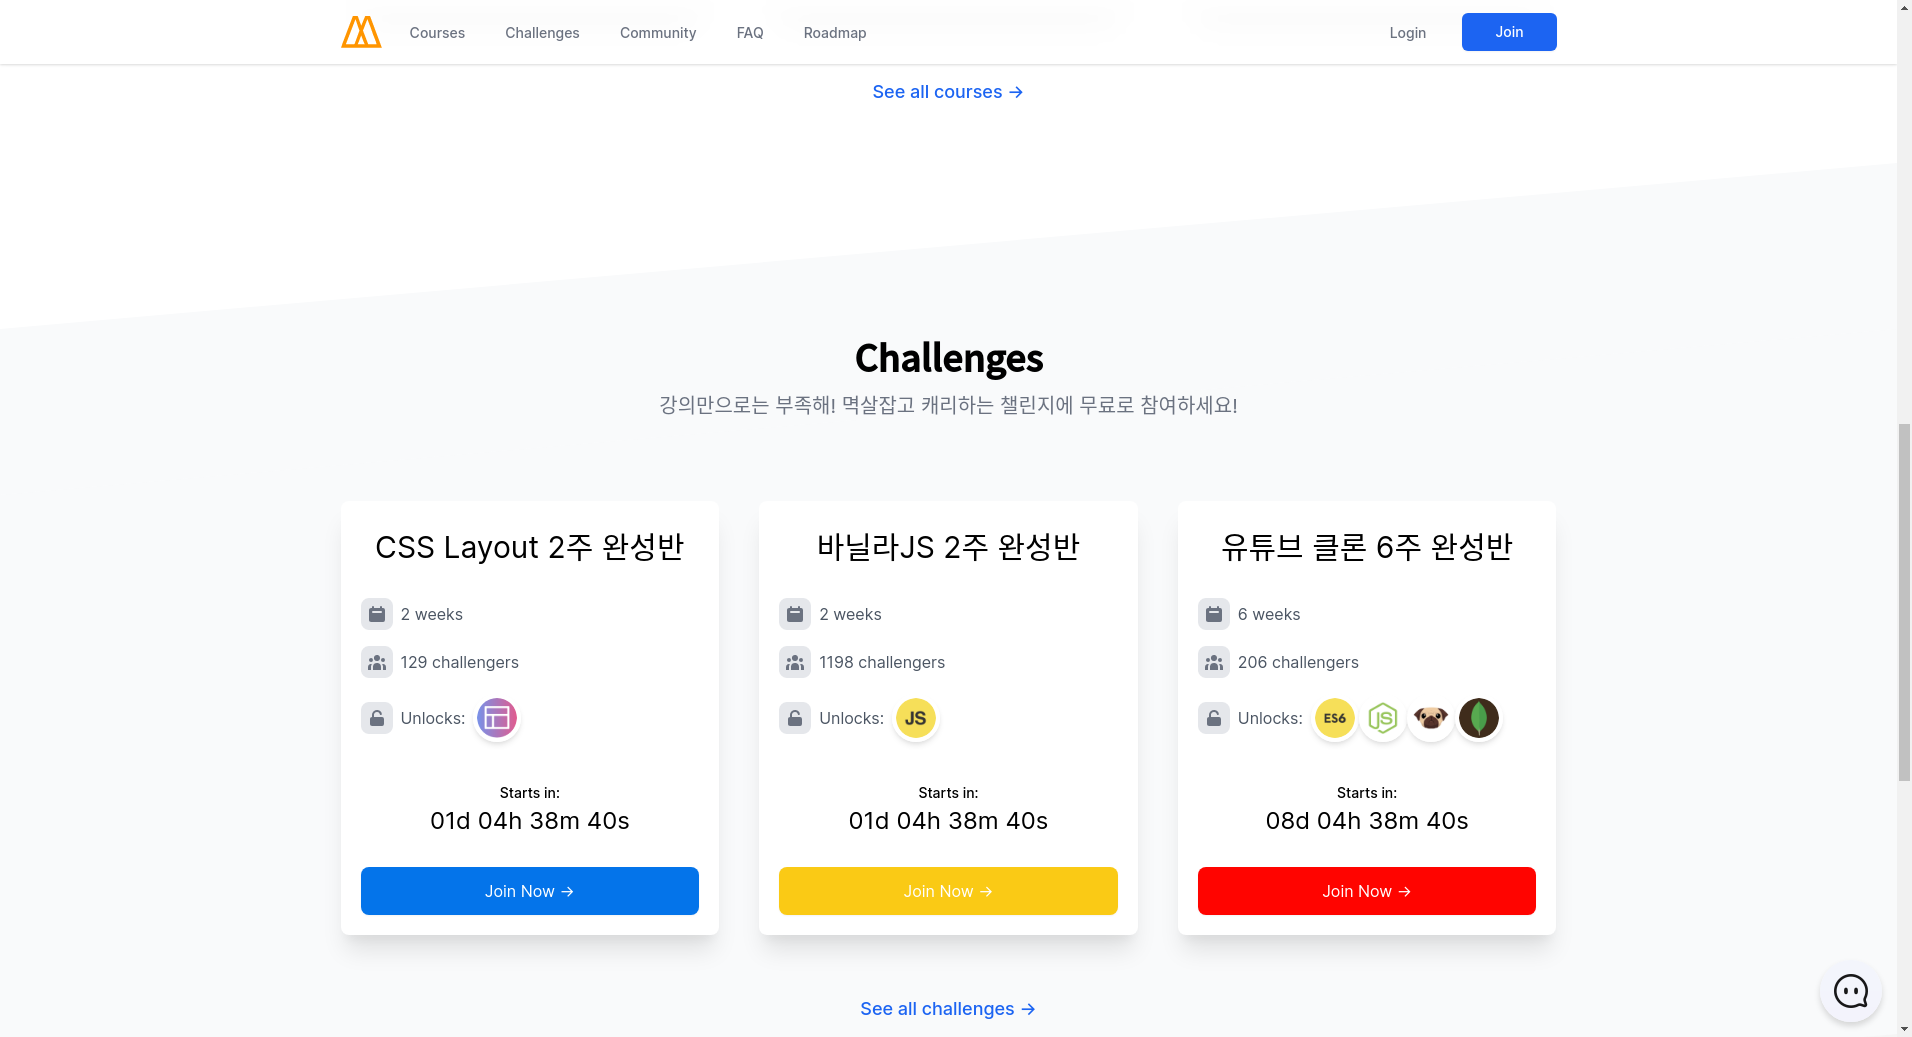 Courses Challenges Community FAQ Roadmap Login Join
See all courses →
Challenges
강의만으로는 부족해! 멱살잡고 캐리하는 챌린지에 무료로 참여하세요!
CSS Layout 2주 완성반
2 weeks
129 challengers
Unlocks:
Starts in:
01d 04h 38m 40s
Join Now →
바닐라JS 2주 완성반
2 weeks
1198 challengers
Unlocks: JS
Starts in:
01d 04h 38m 40s
Join Now →
유튜브 클론 6주 완성반
6 weeks
206 challengers
Unlocks: ES6 JS
Starts in:
08d 04h 38m 40s
Join Now →
See all challenges →